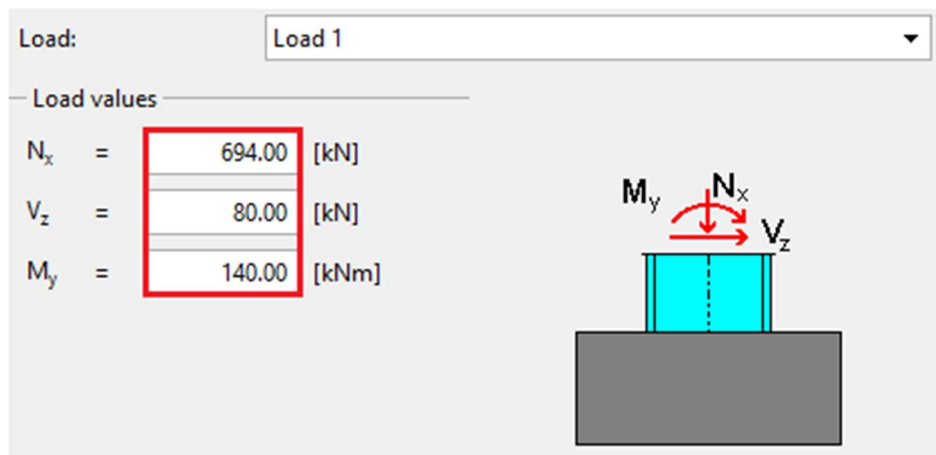 Load: Load 1
Load values
Nx = 694.00 [kN]
Vz = 80.00 [kN]
My = 140.00 [kNm]
My Nx
Vz